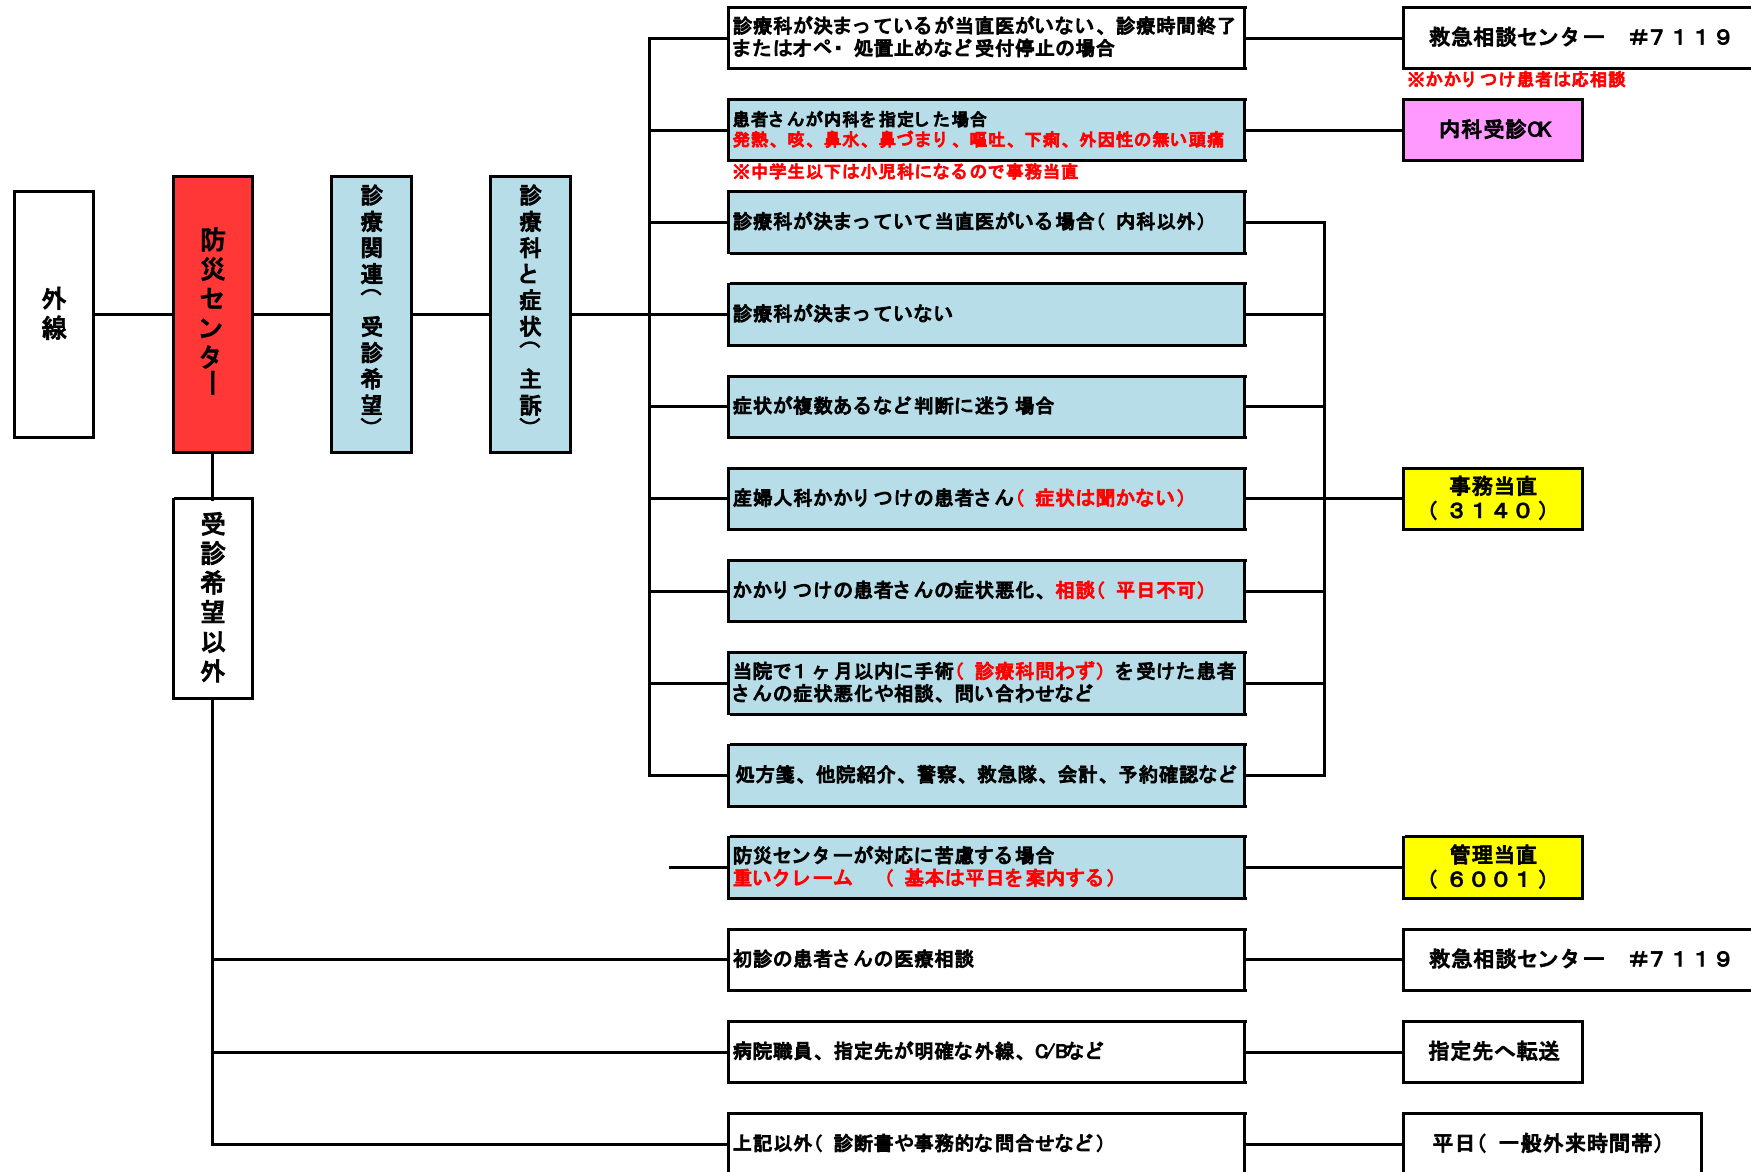 外線
防災センター
診療関連（受診希望）
診療科と症状（主訴）
受診希望以外
診療科が決まっているが当直医がいない、診療時間終了
またはオペ・処置止めなど受付停止の場合
救急相談センター　＃７１１９
※かかりつけ患者は応相談
患者さんが内科を指定した場合
発熱、咳、鼻水、鼻づまり、嘔吐、下痢、外因性の無い頭痛
内科受診OK
※中学生以下は小児科になるので事務当直
診療科が決まっていて当直医がいる場合（内科以外）
診療科が決まっていない
症状が複数あるなど判断に迷う場合
産婦人科かかりつけの患者さん（症状は聞かない）
事務当直
（３１４０）
かかりつけの患者さんの症状悪化、相談（平日不可）
当院で１ヶ月以内に手術（診療科問わず）を受けた患者
さんの症状悪化や相談、問い合わせなど
処方箋、他院紹介、警察、救急隊、会計、予約確認など
防災センターが対応に苦慮する場合
重いクレーム　（基本は平日を案内する）
管理当直
（６００１）
初診の患者さんの医療相談
救急相談センター　＃７１１９
病院職員、指定先が明確な外線、C/Bなど
指定先へ転送
上記以外（診断書や事務的な問合せなど）
平日（一般外来時間帯）